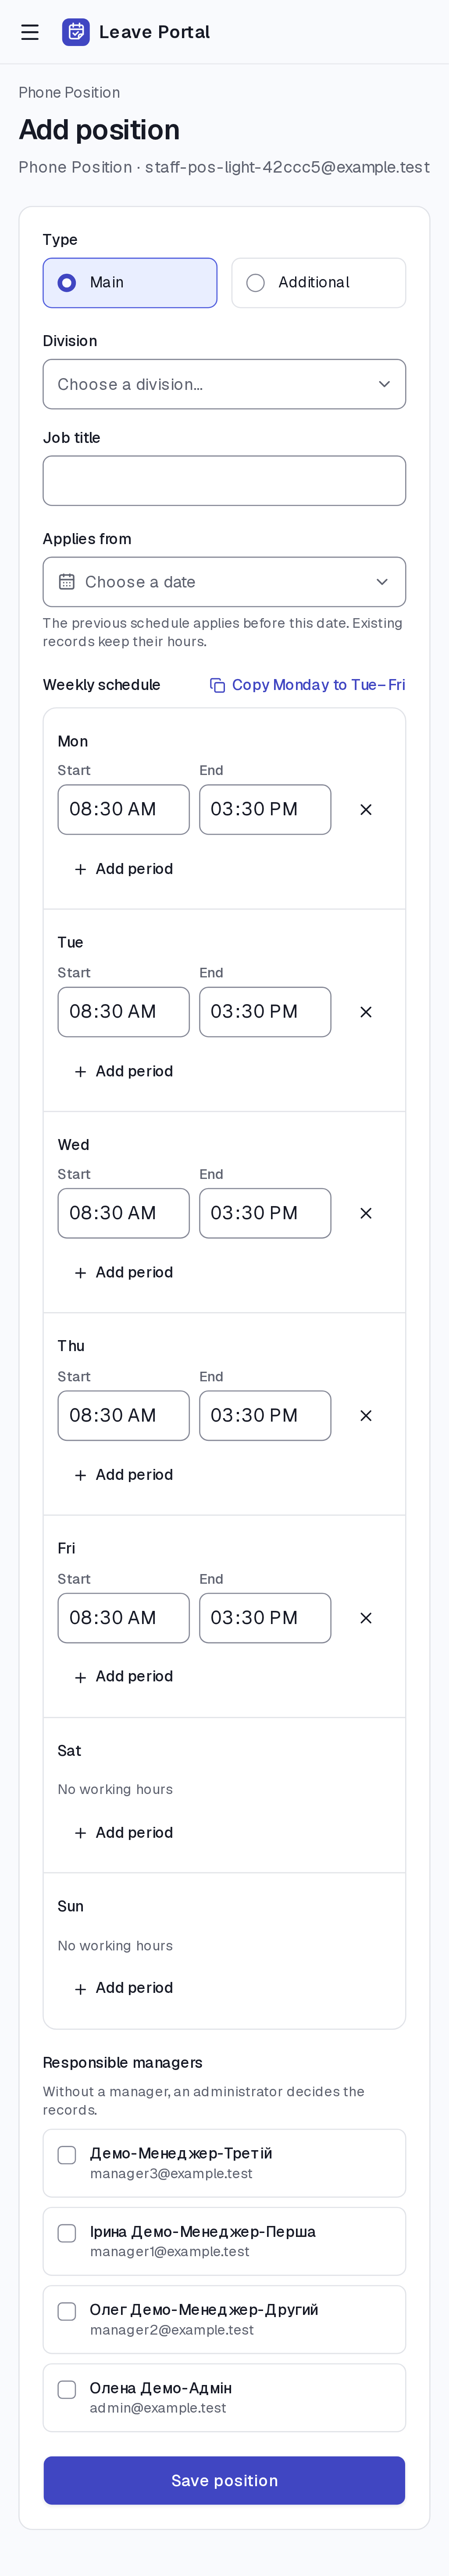 Leave Portal
Phone Position
Add position
Phone Position · staff-pos-light-42ccc5@example.test
Type
Main
Additional
Division
Choose a division...
Job title
Applies from
Choose a date
The previous schedule applies before this date. Existing
records keep their hours.
Weekly schedule
Copy Monday to Tue–Fri
Mon
Start End
08:30 AM 03:30 PM
Add period
Tue
Start End
08:30 AM 03:30 PM
Add period
Wed
Start End
08:30 AM 03:30 PM
Add period
Thu
Start End
08:30 AM 03:30 PM
Add period
Fri
Start End
08:30 AM 03:30 PM
Add period
Sat
No working hours
Add period
Sun
No working hours
Add period
Responsible managers
Without a manager, an administrator decides the
records.
Демо-Менеджер-Третій
manager3@example.test
Ірина Демо-Менеджер-Перша
manager1@example.test
Олег Демо-Менеджер-Другий
manager2@example.test
Олена Демо-Адмін
admin@example.test
Save position